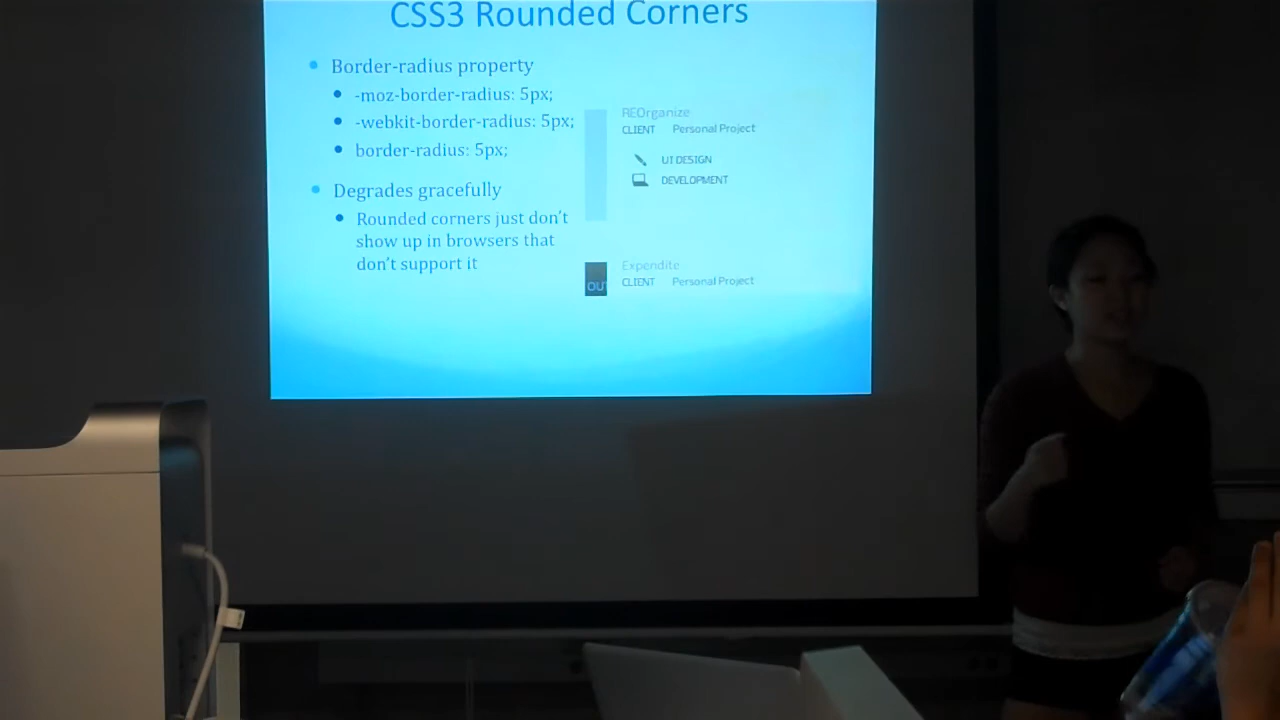 CSS3 Rounded Corners
Border-radius property
-moz-border-radius: 5px;
-webkit-border-radius: 5px;
border-radius: 5px;
Degrades gracefully
Rounded corners just don't
show up in browsers that
don't support it
REOrganize
CLIENT Personal Project
UI DESIGN
DEVELOPMENT
OU
Expendite
CLIENT Personal Project